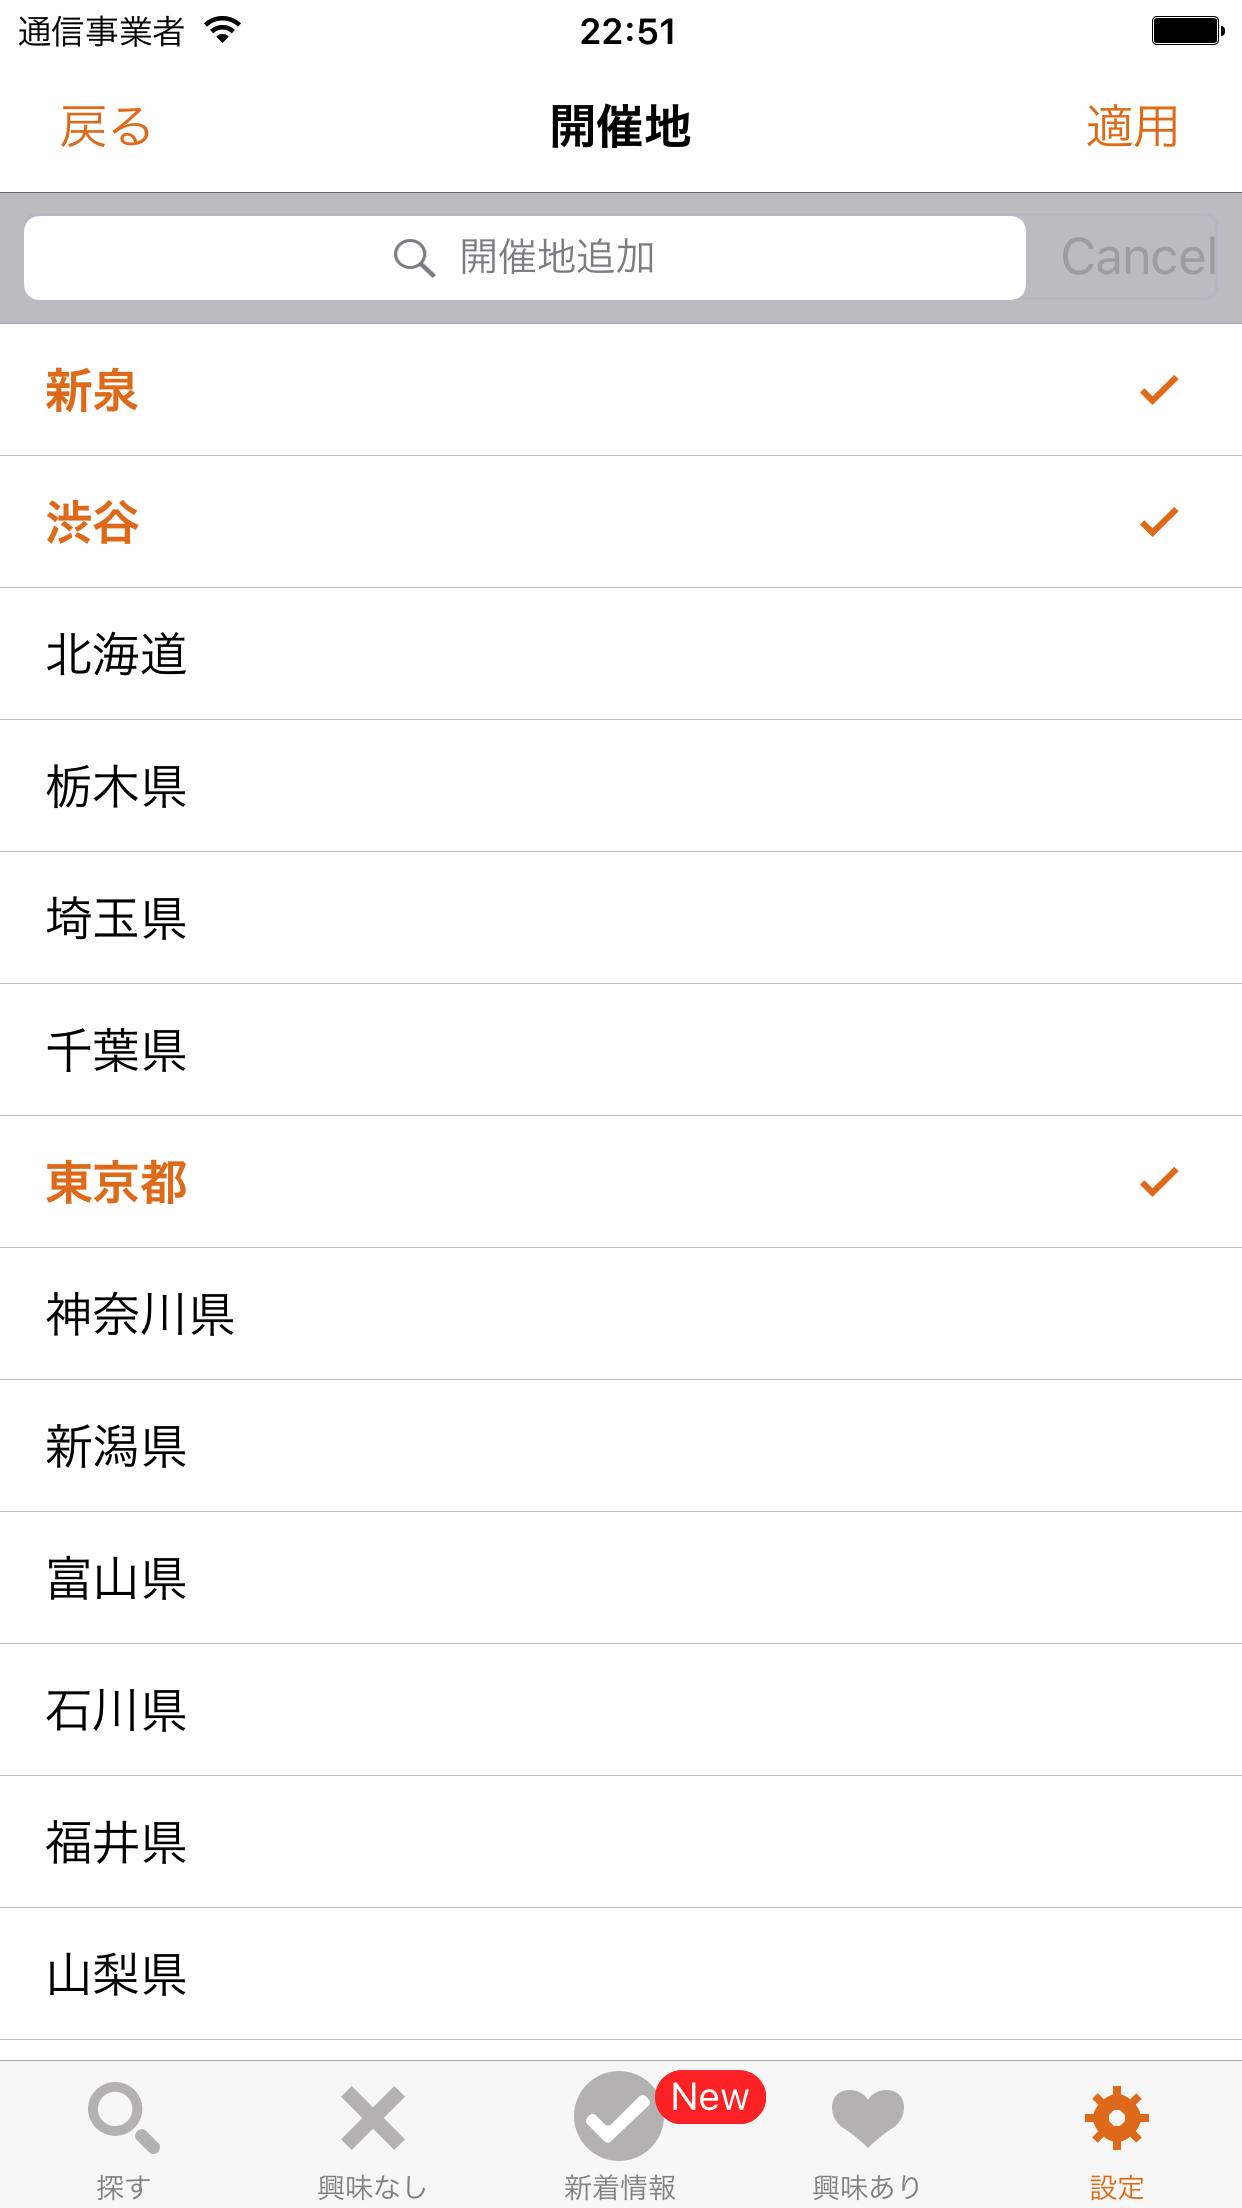 通信事業者 22:51
戻る 開催地 適用
開催地追加 Cancel
新泉
渋谷
北海道
栃木県
埼玉県
千葉県
東京都
神奈川県
新潟県
富山県
石川県
福井県
山梨県
New
探す 興味なし 新着情報 興味あり 設定